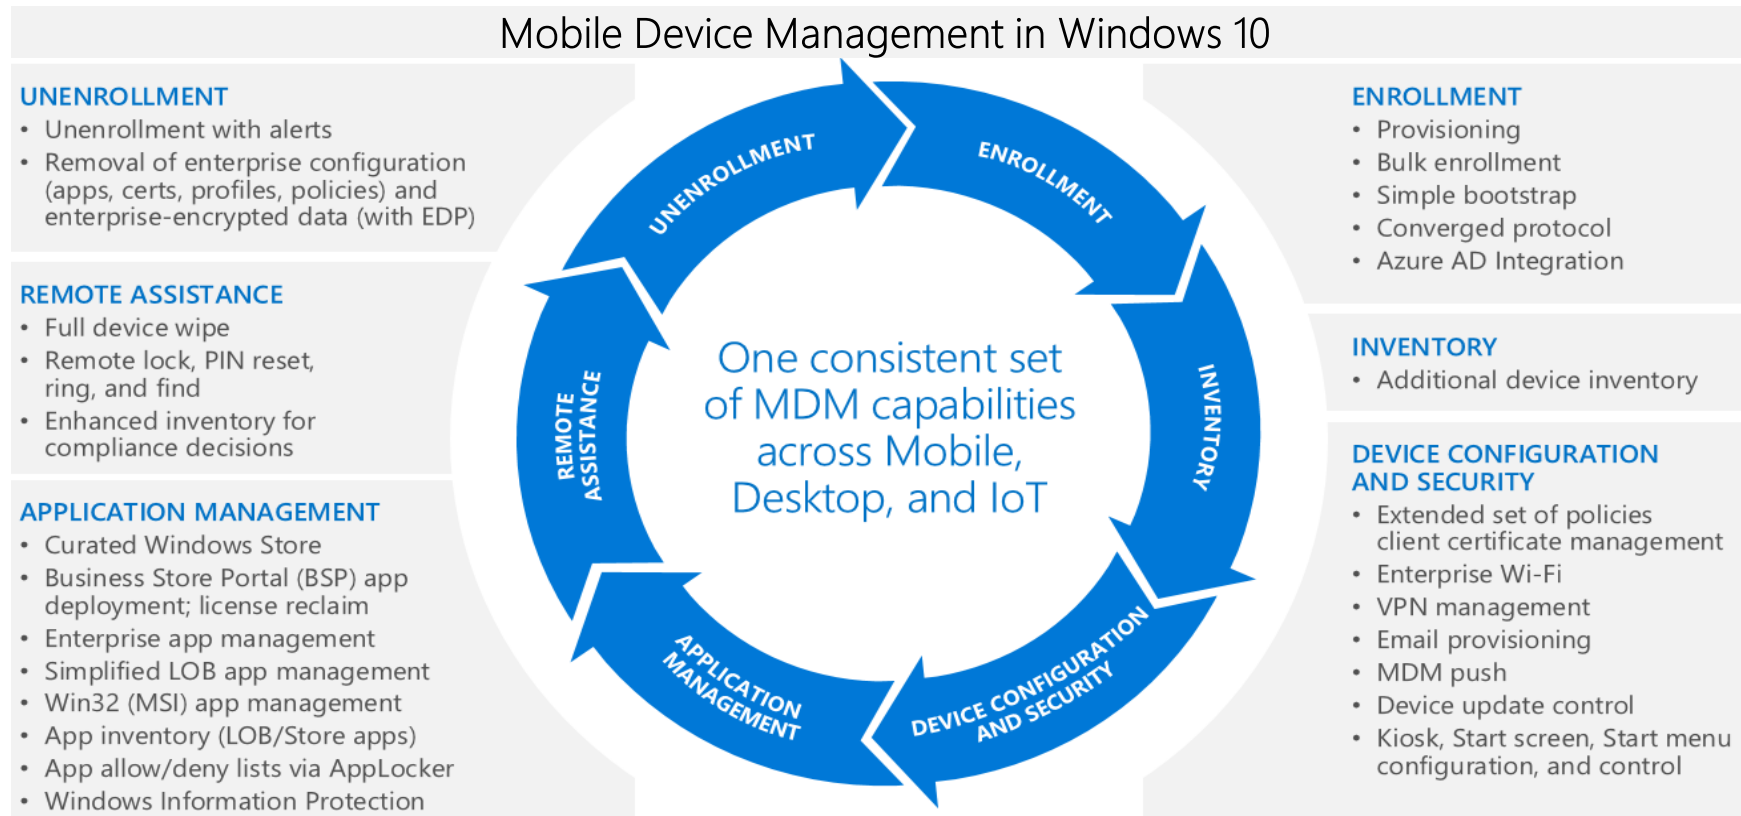 Mobile Device Management in Windows 10
UNENROLLMENT
• Unenrollment with alerts
• Removal of enterprise configuration
(apps, certs, profiles, policies) and
enterprise-encrypted data (with EDP)
REMOTE ASSISTANCE
• Full device wipe
• Remote lock, PIN reset,
ring, and find
• Enhanced inventory for
compliance decisions
APPLICATION MANAGEMENT
• Curated Windows Store
• Business Store Portal (BSP) app
deployment; license reclaim
• Enterprise app management
• Simplified LOB app management
• Win32 (MSI) app management
• App inventory (LOB/Store apps)
• App allow/deny lists via AppLocker
• Windows Information Protection
UNENROLLMENT
ENROLLMENT
INVENTORY
DEVICE CONFIGURATION
AND SECURITY
APPLICATION
MANAGEMENT
REMOTE
ASSISTANCE
One consistent set
of MDM capabilities
across Mobile,
Desktop, and IoT
ENROLLMENT
• Provisioning
• Bulk enrollment
• Simple bootstrap
• Converged protocol
• Azure AD Integration
INVENTORY
• Additional device inventory
DEVICE CONFIGURATION
AND SECURITY
• Extended set of policies
client certificate management
• Enterprise Wi-Fi
• VPN management
• Email provisioning
• MDM push
• Device update control
• Kiosk, Start screen, Start menu
configuration, and control